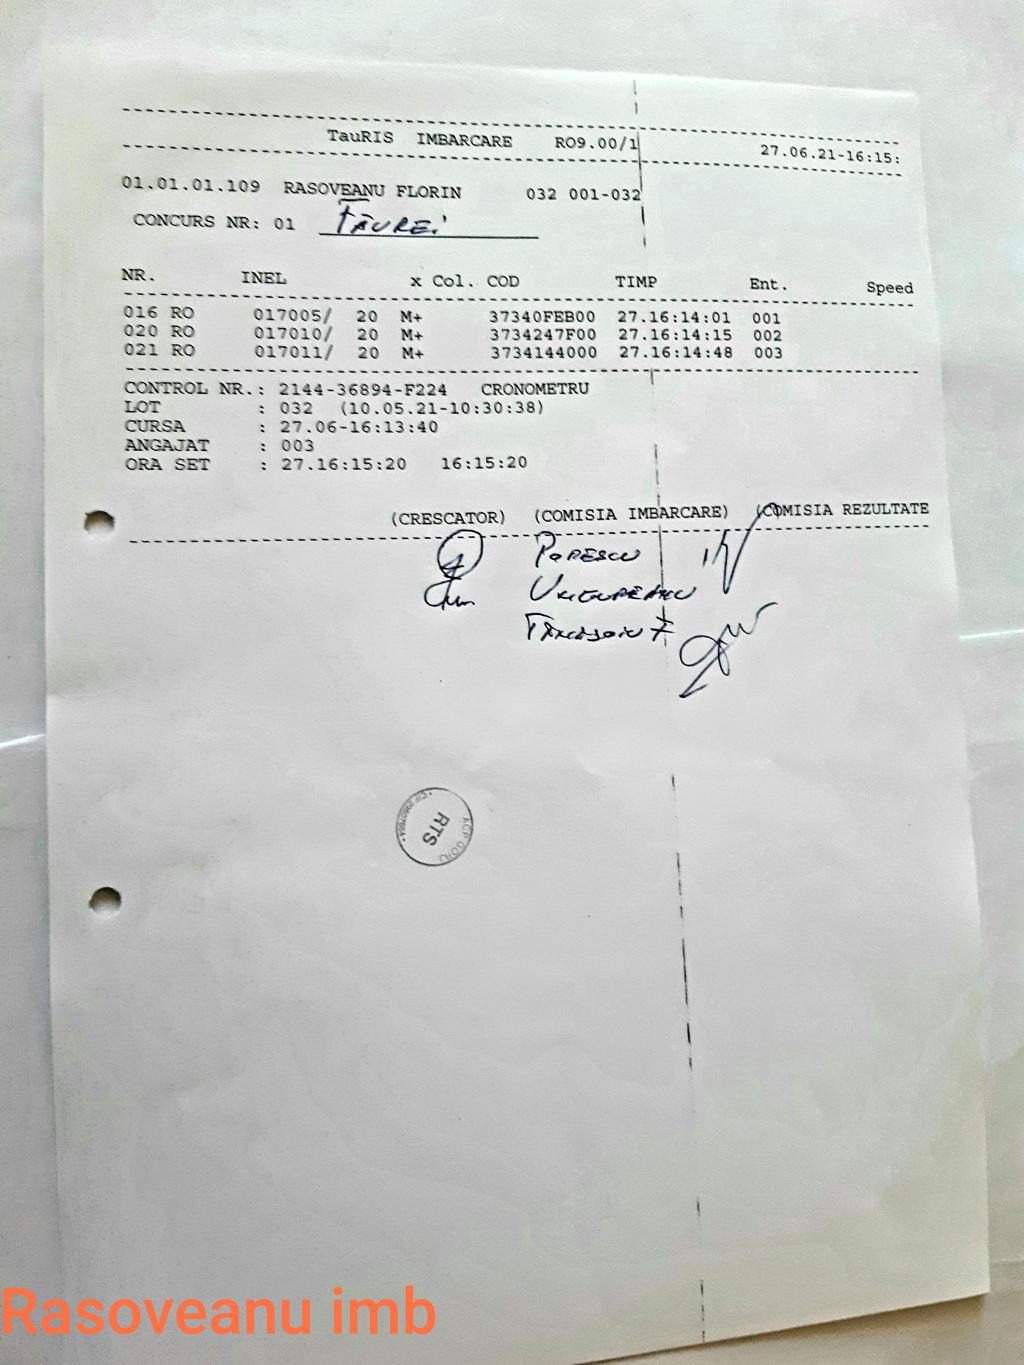 TauRIS IMBARCARE RO9.00/1 27.06.21-16:15:
01.01.01.109 RASOVEANU FLORIN 032 001-032
CONCURS NR: 01 TĂUREI
NR. INEL x Col. COD TIMP Ent. Speed
016 RO 017005/ 20 M+ 37340FEB00 27.16:14:01 001
020 RO 017010/ 20 M+ 3734247F00 27.16:14:15 002
021 RO 017011/ 20 M+ 3734144000 27.16:14:48 003
CONTROL NR.: 2144-36894-F224 CRONOMETRU
LOT : 032 (10.05.21-10:30:38)
CURSA : 27.06-16:13:40
ANGAJAT : 003
ORA SET : 27.16:15:20 16:15:20
(CRESCATOR) (COMISIA IMBARCARE) (COMISIA REZULTATE
POPESCU
UNGUREANU
ACP GORJ
RTS
Rasoveanu imb